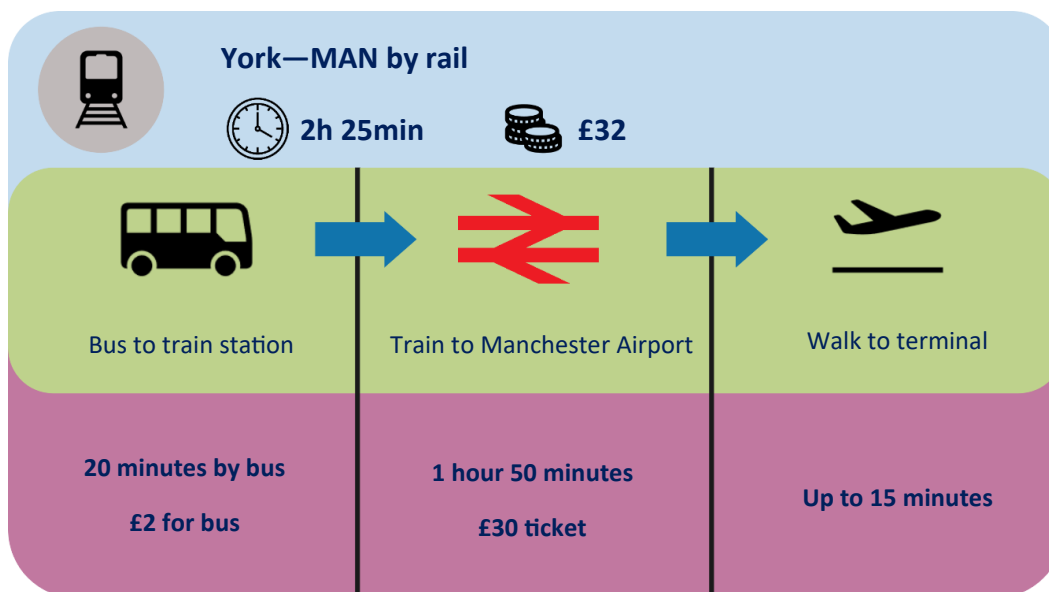 York—MAN by rail
2h 25min
£32
Bus to train station
Train to Manchester Airport
Walk to terminal
20 minutes by bus
£2 for bus
1 hour 50 minutes
£30 ticket
Up to 15 minutes